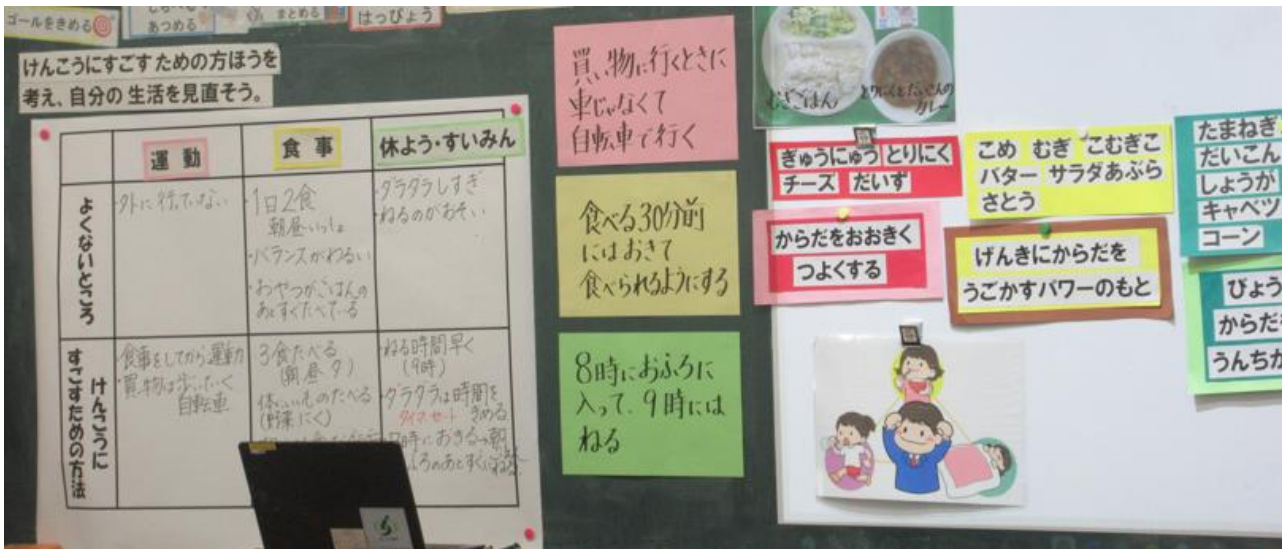 ゴールをきめる
あつめる
まとめる
はっぴょう
けんこうにすごすための方ほうを
考え、自分の生活を見直そう。
運動
食事
休よう・すいみん
よくないところ
・外に行っていない
・1日2食
朝昼いっしょ
・バランスがわるい
・おやつがごはんの
あとすぐたべている
・ダラダラしすぎ
・ねるのがおそい
けんこうに
すごすための方法
・食事をしてから運動
・買物は歩いていく
自転車
・3食たべる
(朝昼夕)
体にいいものたべる
(野菜にく)
・ねる時間早く
(9時)
・ダラダラは時間を
きめる
買い物に行くときに
車じゃなくて
自転車で行く
食べる30分前
にはおきて
食べられるようにする
8時におふろに
入って、9時には
ねる
むぎごはん
とりにくとだいこんの
カレー
ぎゅうにゅう とりにく
チーズ だいず
からだをおおきく
つよくする
こめ むぎ こむぎこ
バター サラダあぶら
さとう
げんきにからだを
うごかすパワーのもと
たまねぎ
だいこん
しょうが
キャベツ
コーン
びょう
からだ
うんちが